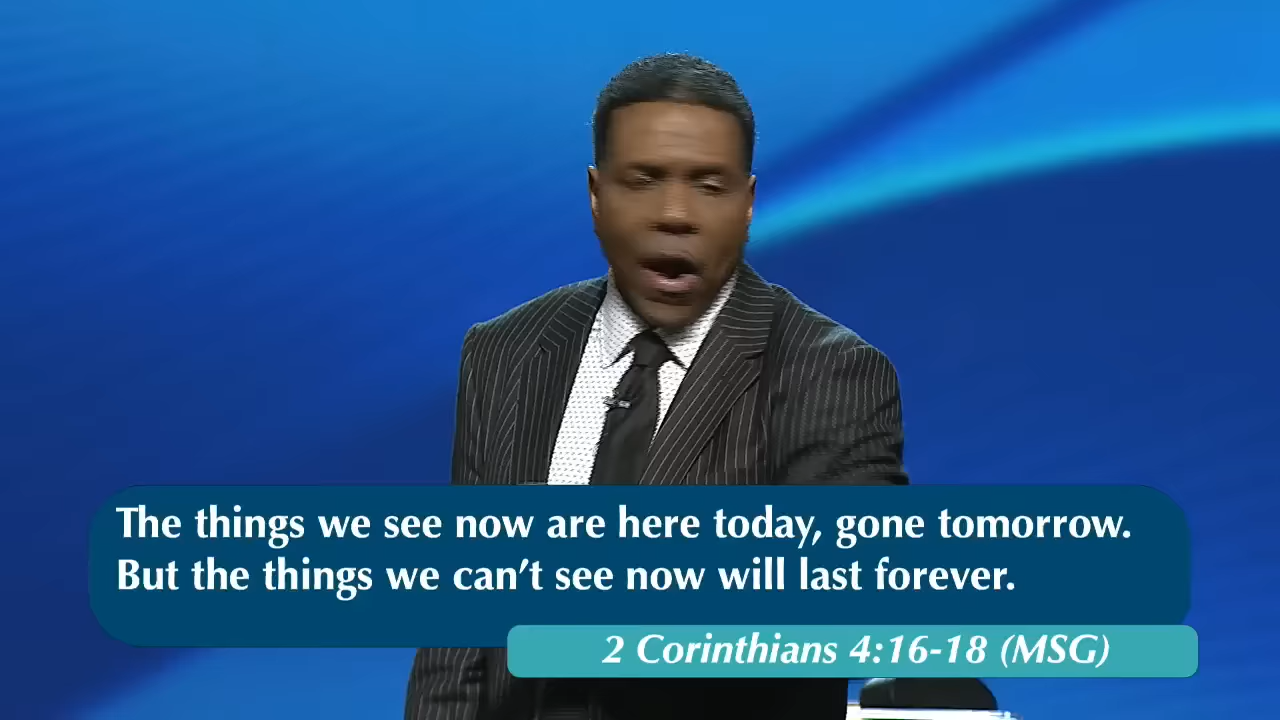 The things we see now are here today, gone tomorrow.
But the things we can’t see now will last forever.
2 Corinthians 4:16-18 (MSG)